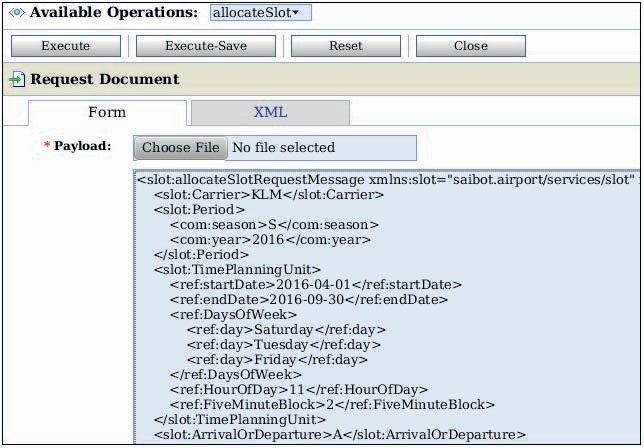 Available Operations: allocateSlot
Execute Execute-Save Reset Close
Request Document
Form XML
* Payload: Choose File No file selected
<slot:allocateSlotRequestMessage xmlns:slot="saibot.airport/services/slot"
<slot:Carrier>KLM</slot:Carrier>
<slot:Period>
<com:season>S</com:season>
<com:year>2016</com:year>
</slot:Period>
<slot:TimePlanningUnit>
<ref:startDate>2016-04-01</ref:startDate>
<ref:endDate>2016-09-30</ref:endDate>
<ref:DaysOfWeek>
<ref:day>Saturday</ref:day>
<ref:day>Tuesday</ref:day>
<ref:day>Friday</ref:day>
</ref:DaysOfWeek>
<ref:HourOfDay>11</ref:HourOfDay>
<ref:FiveMinuteBlock>2</ref:FiveMinuteBlock>
</slot:TimePlanningUnit>
<slot:ArrivalOrDeparture>A</slot:ArrivalOrDeparture>